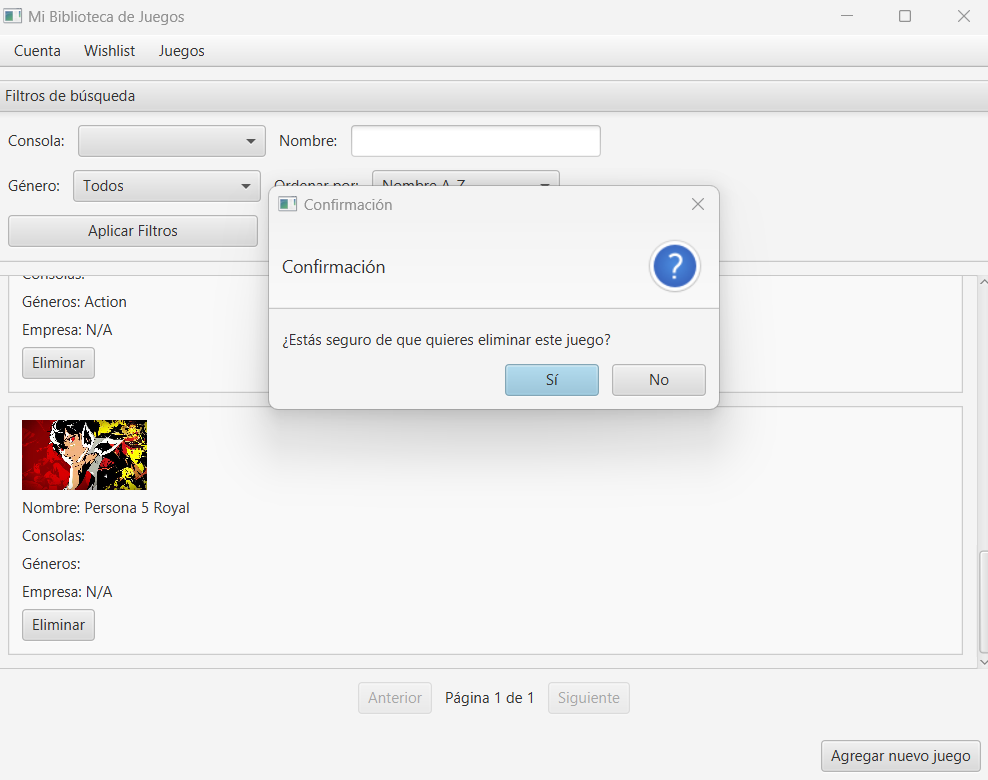 Mi Biblioteca de Juegos
Cuenta Wishlist Juegos
Filtros de búsqueda
Consola: Nombre:
Género: Todos Ordenar por: Nombre A-Z
Aplicar Filtros
Confirmación
Confirmación
?
¿Estás seguro de que quieres eliminar este juego?
Sí No
Consolas:
Géneros: Action
Empresa: N/A
Eliminar
Nombre: Persona 5 Royal
Consolas:
Géneros:
Empresa: N/A
Eliminar
Anterior Página 1 de 1 Siguiente
Agregar nuevo juego